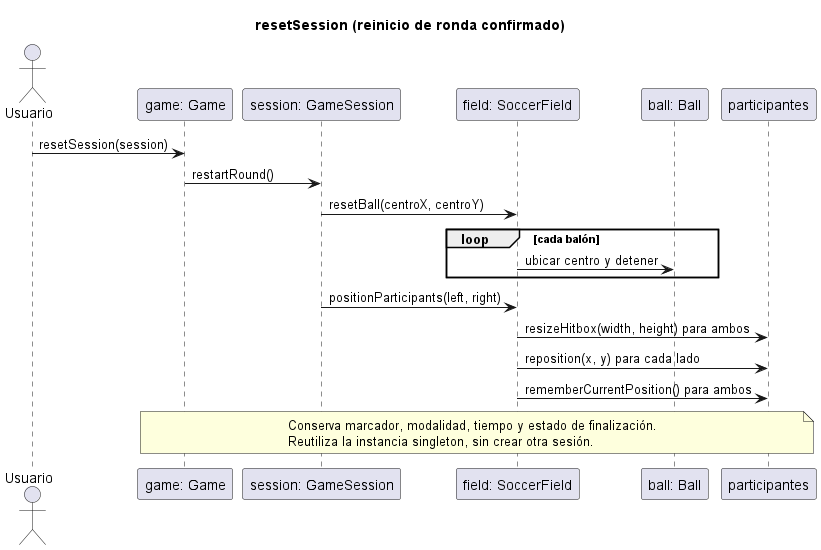 resetSession (reinicio de ronda confirmado)
Usuario
game: Game
session: GameSession
field: SoccerField
ball: Ball
participantes
resetSession(session)
restartRound()
resetBall(centroX, centroY)
loop
[cada balón]
ubicar centro y detener
positionParticipants(left, right)
resizeHitbox(width, height) para ambos
reposition(x, y) para cada lado
rememberCurrentPosition() para ambos
Conserva marcador, modalidad, tiempo y estado de finalización.
Reutiliza la instancia singleton, sin crear otra sesión.
Usuario
game: Game
session: GameSession
field: SoccerField
ball: Ball
participantes